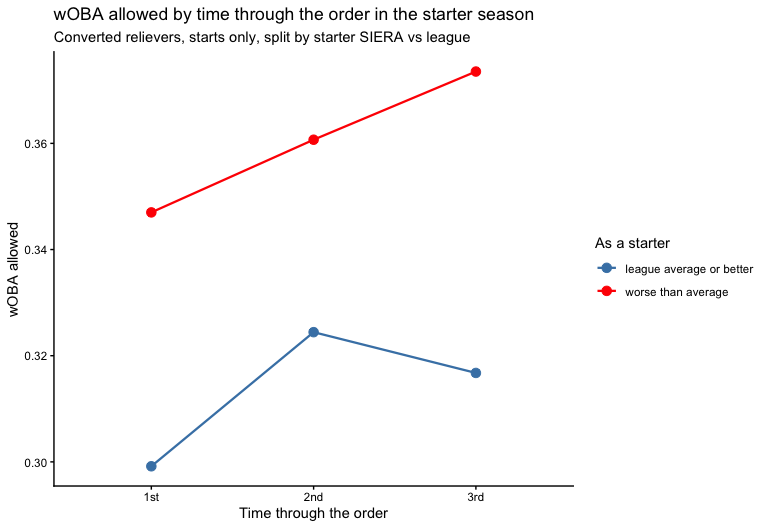 wOBA allowed by time through the order in the starter season
Converted relievers, starts only, split by starter SIERA vs league
wOBA allowed
0.36
0.34
0.32
0.30
1st 2nd 3rd
Time through the order
As a starter
league average or better
worse than average